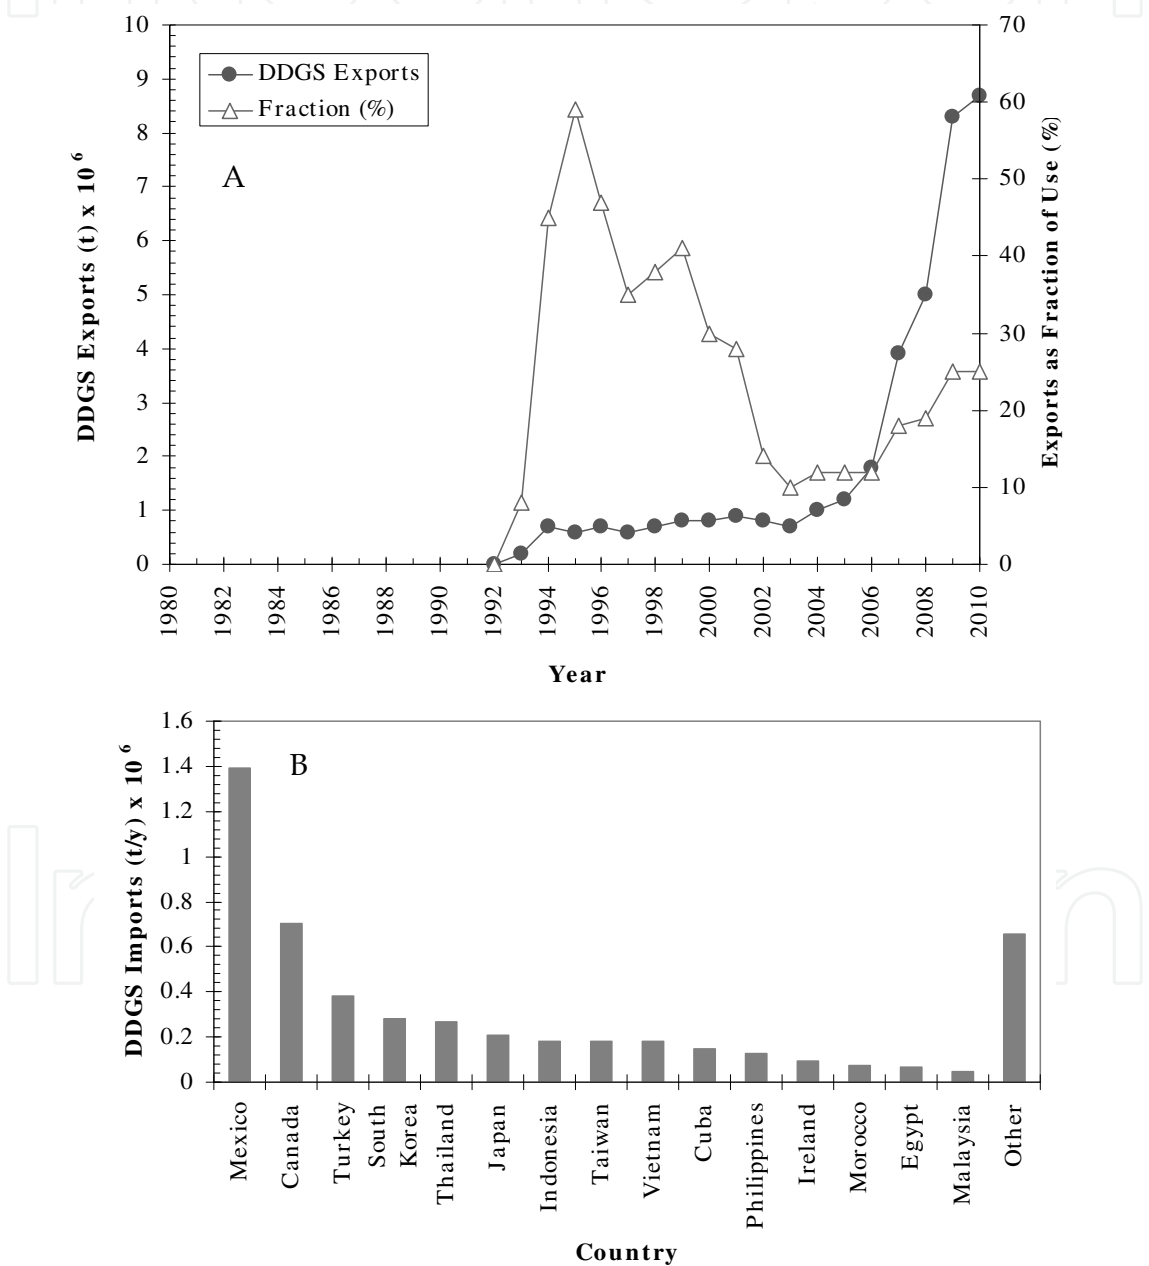 DDGS Exports
Fraction (%)
A
DDGS Exports (t) x 10 6
10
9
8
7
6
5
4
3
2
1
0
Exports as Fraction of Use (%)
70
60
50
40
30
20
10
0
1980 1982 1984 1986 1988 1990 1992 1994 1996 1998 2000 2002 2004 2006 2008 2010
Year
B
DDGS Imports (t/y) x 10 6
1.6
1.4
1.2
1
0.8
0.6
0.4
0.2
0
Mexico
Canada
Turkey
South
Korea
Thailand
Japan
Indonesia
Taiwan
Vietnam
Cuba
Philippines
Ireland
Morocco
Egypt
Malaysia
Other
Country